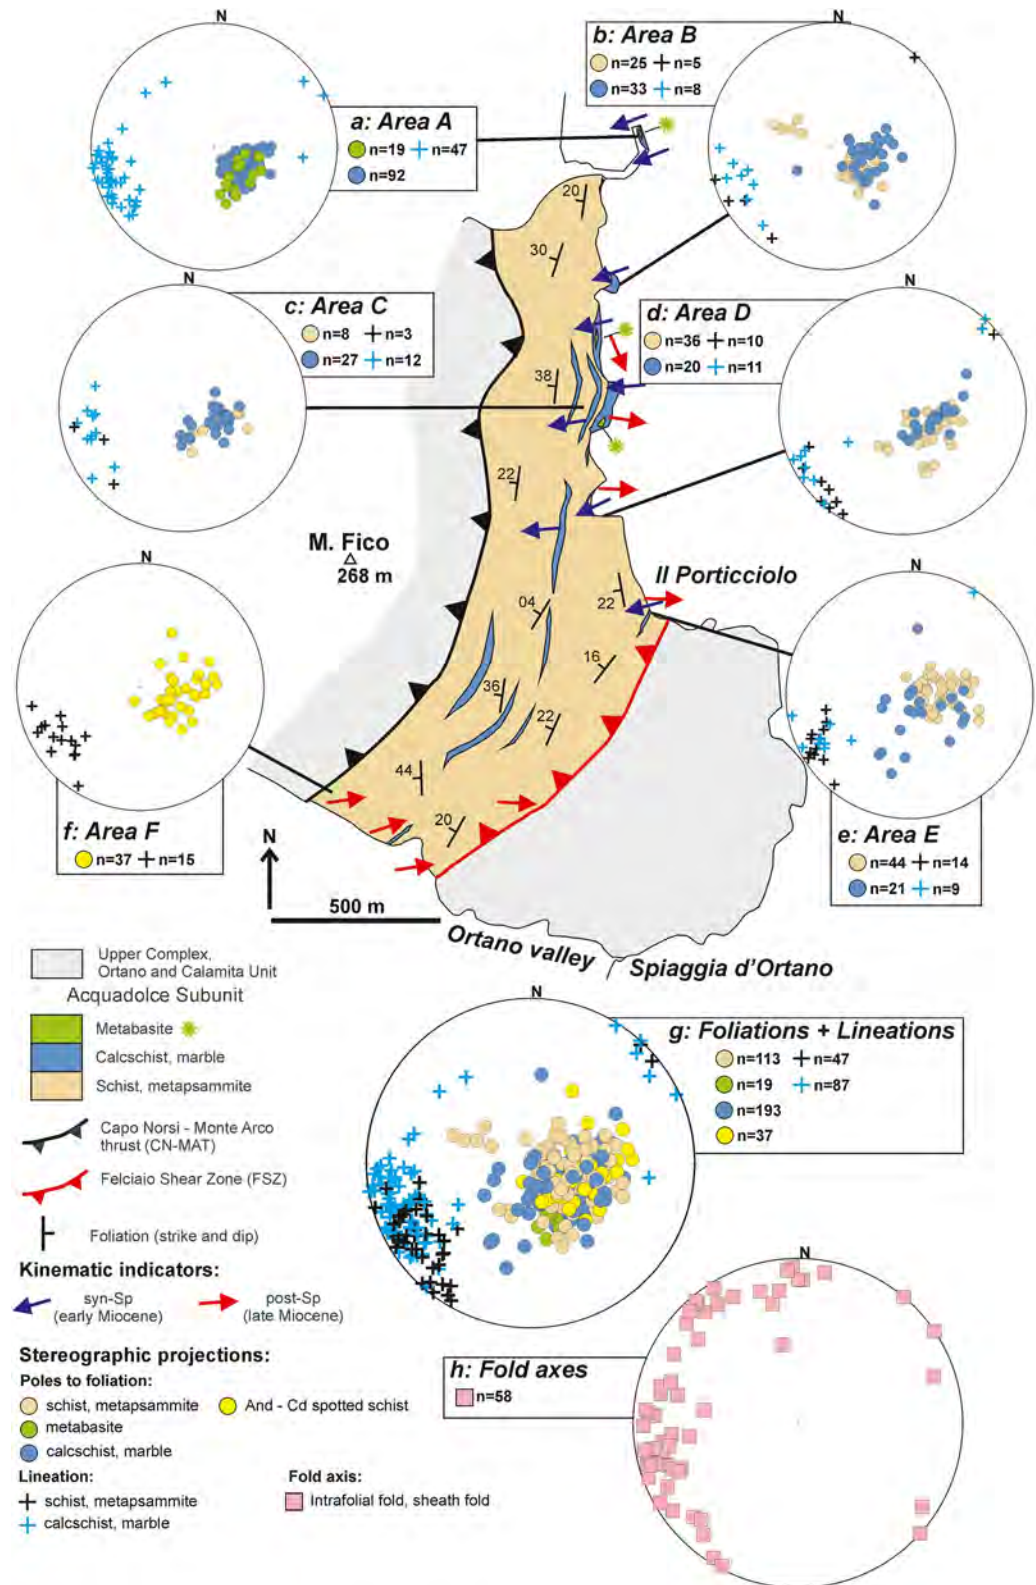 N
b: Area B
n=25 n=5
n=33 n=8
a: Area A
n=19 n=47
n=92
20
30
N
c: Area C
n=8 n=3
n=27 n=12
N
d: Area D
n=36 n=10
n=20 n=11
38
22
M. Fico
268 m
Il Porticciolo
N
04
22
N
16
36
22
44
20
f: Area F
n=37 n=15
e: Area E
n=44 n=14
n=21 n=9
N
500 m
Ortano valley
Spiaggia d'Ortano
Upper Complex,
Ortano and Calamita Unit
Acquadolce Subunit
Metabasite
Calcschist, marble
Schist, metapsammite
Capo Norsi - Monte Arco
thrust (CN-MAT)
Felciaio Shear Zone (FSZ)
Foliation (strike and dip)
Kinematic indicators:
syn-Sp
(early Miocene)
post-Sp
(late Miocene)
Stereographic projections:
Poles to foliation:
schist, metapsammite
And - Cd spotted schist
metabasite
calcschist, marble
Lineation:
schist, metapsammite
calcschist, marble
Fold axis:
Intrafolial fold, sheath fold
N
g: Foliations + Lineations
n=113 n=47
n=19 n=87
n=193
n=37
N
h: Fold axes
n=58